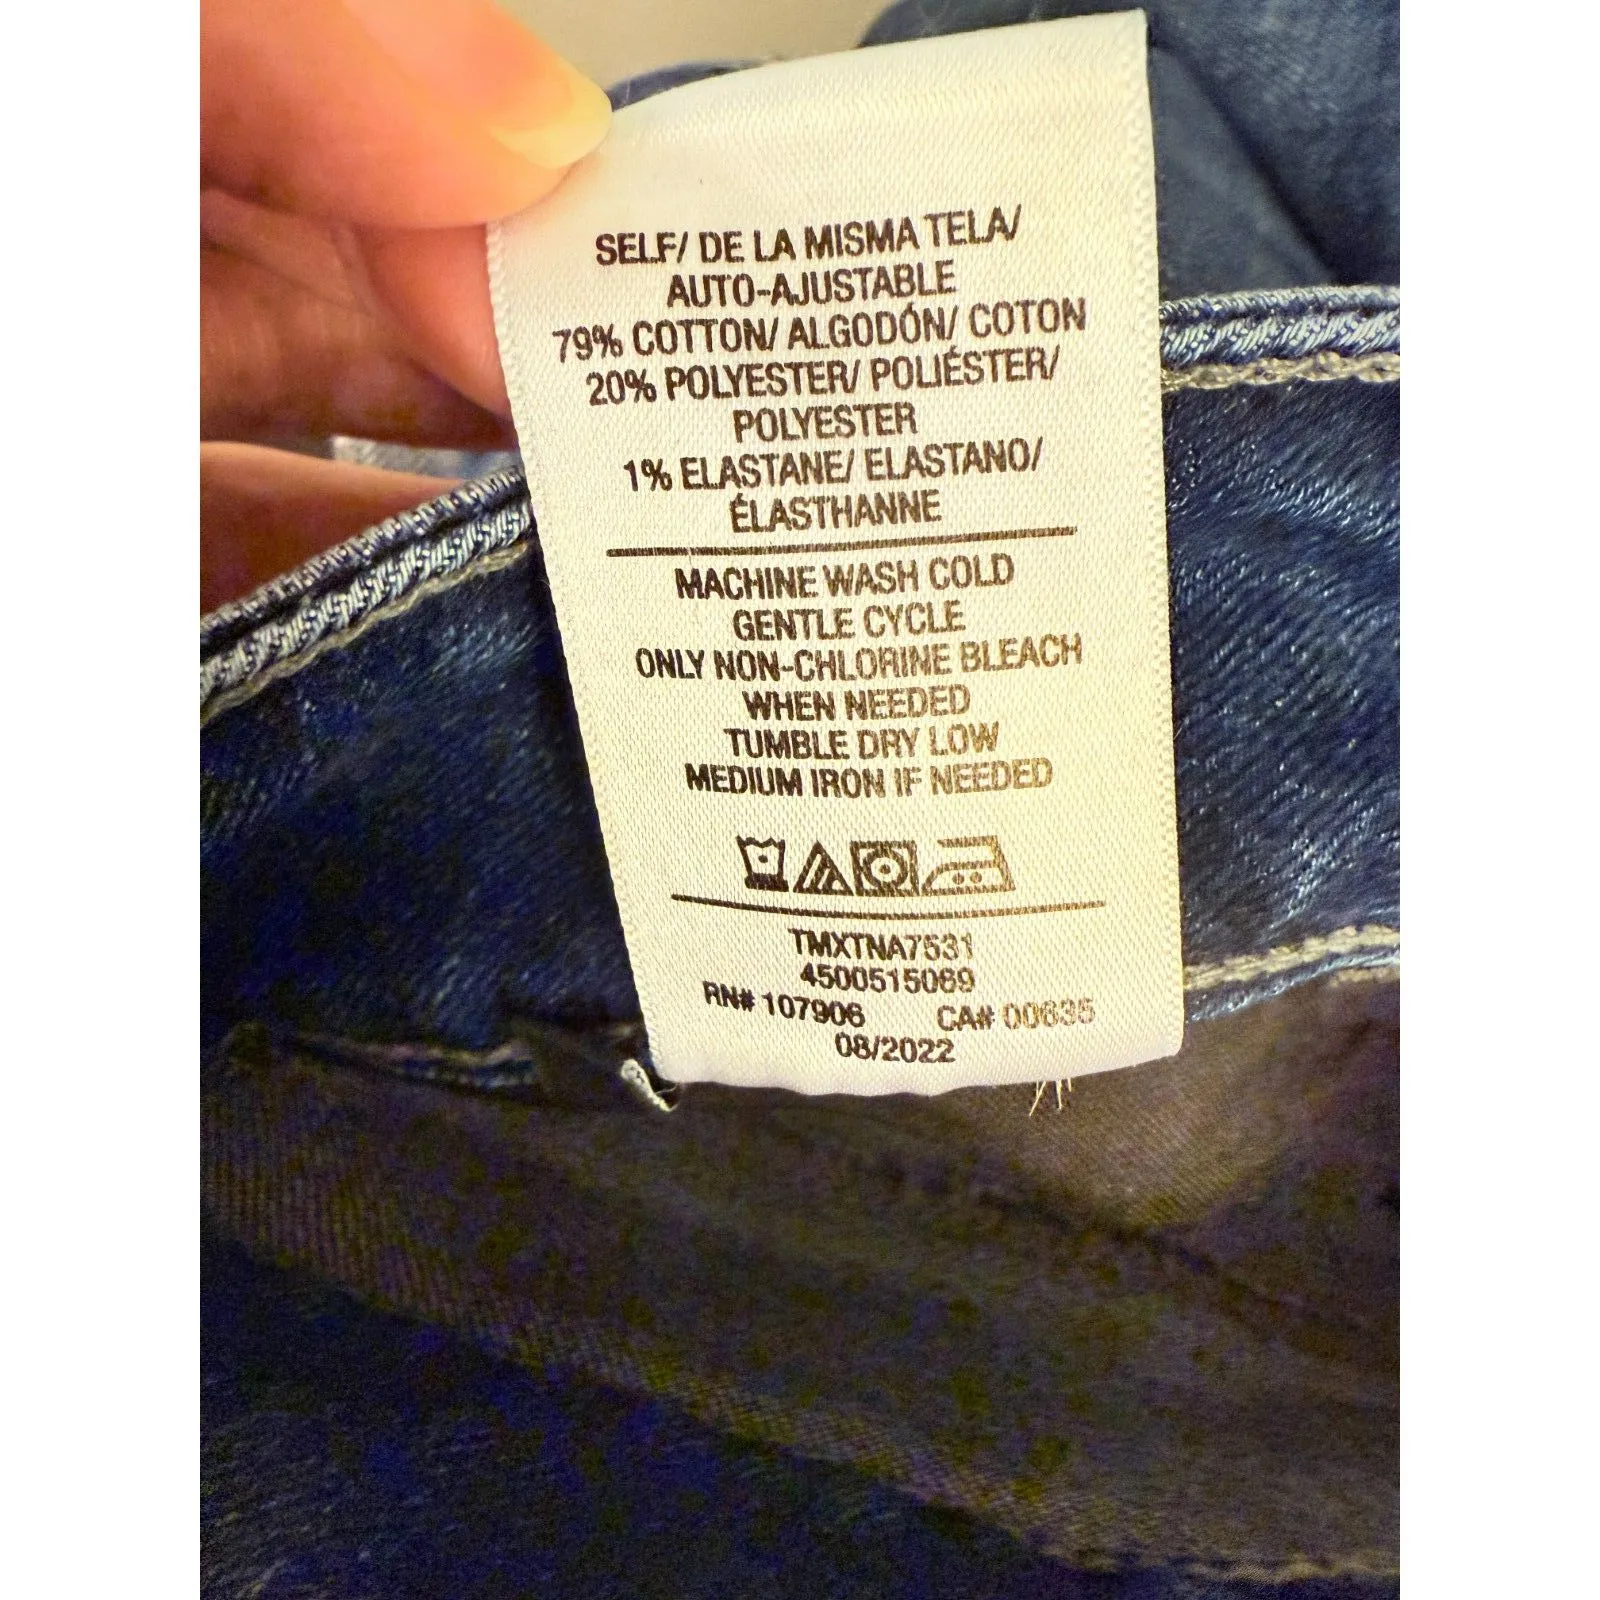 SELF/ DE LA MISMA TELA/
AUTO-AJUSTABLE
79% COTTON/ ALGODÓN/ COTON
20% POLYESTER/ POLIÉSTER/
POLYESTER
1% ELASTANE/ ELASTANO/
ÉLASTHANNE
MACHINE WASH COLD
GENTLE CYCLE
ONLY NON-CHLORINE BLEACH
WHEN NEEDED
TUMBLE DRY LOW
MEDIUM IRON IF NEEDED
TMXTNA7531
4500515069
RN# 107906 CA# 00635
08/2022